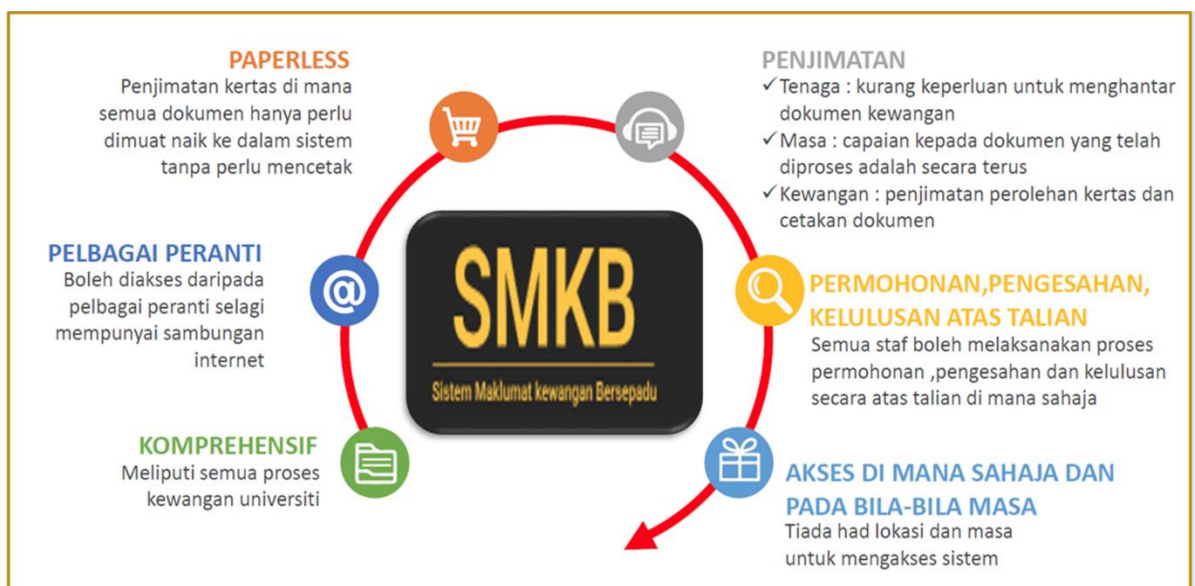 PAPERLESS
Penjimatan kertas di mana
semua dokumen hanya perlu
dimuat naik ke dalam sistem
tanpa perlu mencetak
PENJIMATAN
✓Tenaga : kurang keperluan untuk menghantar
dokumen kewangan
✓Masa : capaian kepada dokumen yang telah
diproses adalah secara terus
✓Kewangan : penjimatan perolehan kertas dan
cetakan dokumen
PELBAGAI PERANTI
Boleh diakses daripada
pelbagai peranti selagi
mempunyai sambungan
internet
@
SMKB
Sistem Maklumat kewangan Bersepadu
PERMOHONAN,PENGESAHAN,
KELULUSAN ATAS TALIAN
Semua staf boleh melaksanakan proses
permohonan ,pengesahan dan kelulusan
secara atas talian di mana sahaja
KOMPREHENSIF
Meliputi semua proses
kewangan universiti
AKSES DI MANA SAHAJA DAN
PADA BILA-BILA MASA
Tiada had lokasi dan masa
untuk mengakses sistem